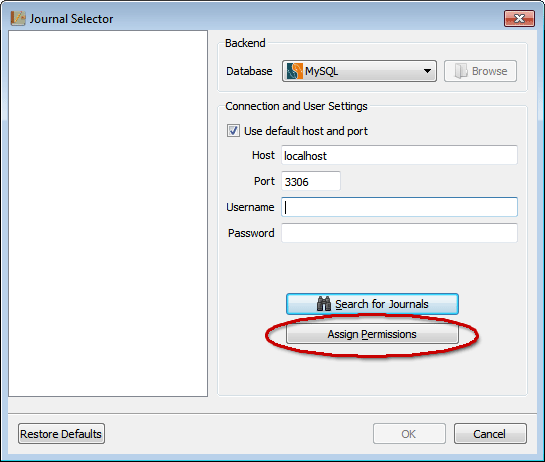 Journal Selector
Backend
Database MySQL Browse
Connection and User Settings
Use default host and port
Host localhost
Port 3306
Username
Password
Search for Journals
Assign Permissions
Restore Defaults OK Cancel